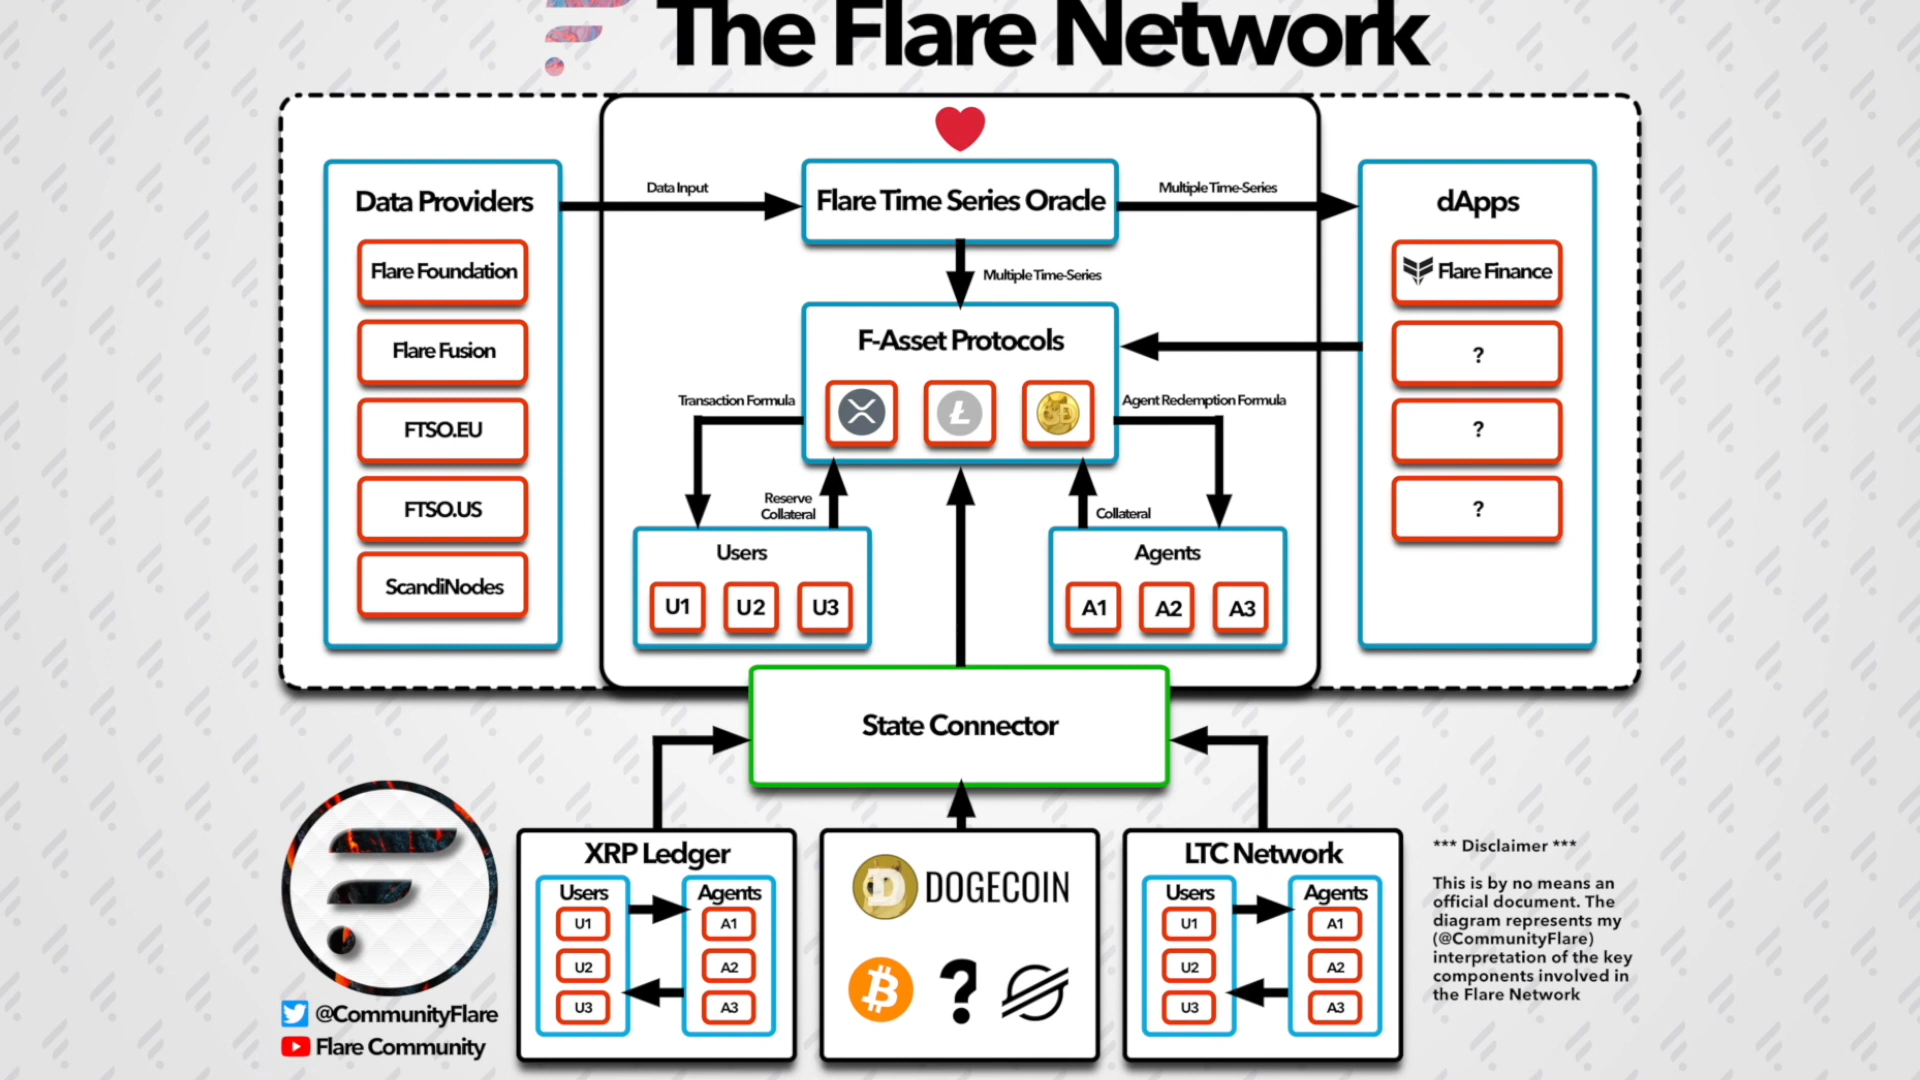 The Flare Network
Data Providers
Flare Foundation
Flare Fusion
FTSO.EU
FTSO.US
ScandiNodes
Data Input
Flare Time Series Oracle
Multiple Time-Series
Multiple Time-Series
dApps
Flare Finance
?
?
?
F-Asset Protocols
Transaction Formula
Agent Redemption Formula
Reserve
Collateral
Collateral
Users
U1 U2 U3
Agents
A1 A2 A3
State Connector
XRP Ledger
Users Agents
U1 A1
U2 A2
U3 A3
DOGECOIN
?
LTC Network
Users Agents
U1 A1
U2 A2
U3 A3
@CommunityFlare
Flare Community
*** Disclaimer ***
This is by no means an
official document. The
diagram represents my
(@CommunityFlare)
interpretation of the key
components involved in
the Flare Network